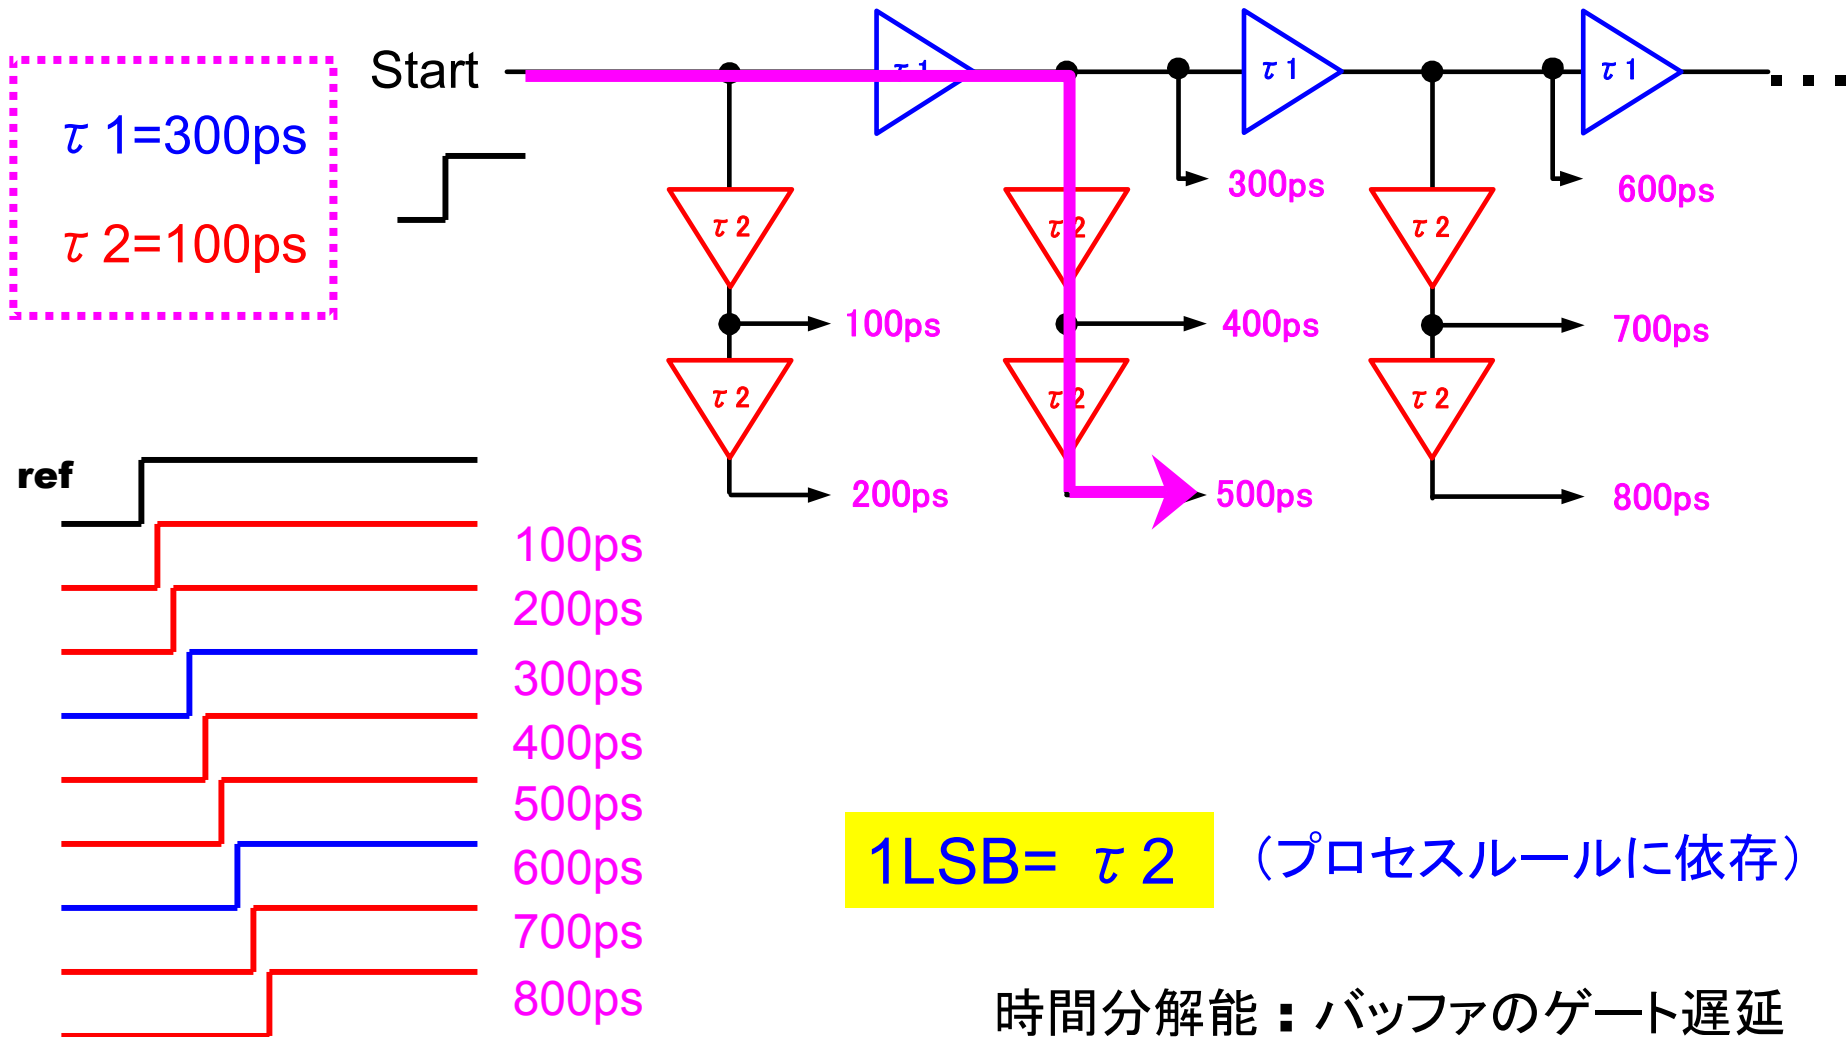 Start
τ1=300ps
τ2=100ps
τ1
τ1
τ1
300ps
600ps
τ2
τ2
τ2
100ps
400ps
700ps
τ2
τ2
τ2
200ps
500ps
800ps
ref
100ps
200ps
300ps
400ps
500ps
600ps
700ps
800ps
1LSB= τ2
（プロセスルールに依存）
時間分解能：バッファのゲート遅延